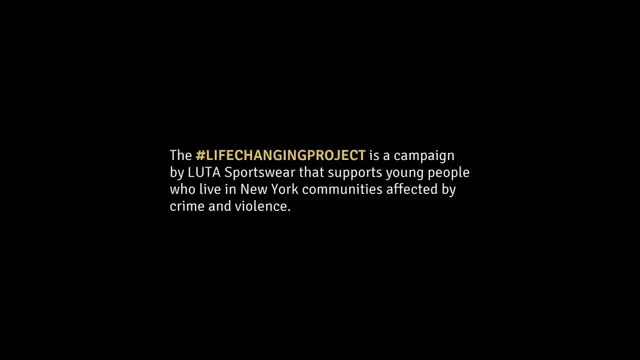 The #LIFECHANGINGPROJECT is a campaign
by LUTA Sportswear that supports young people
who live in New York communities affected by
crime and violence.